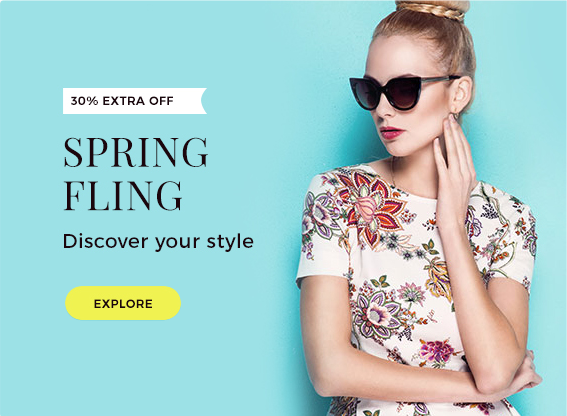 30% EXTRA OFF
SPRING
FLING
Discover your style
EXPLORE